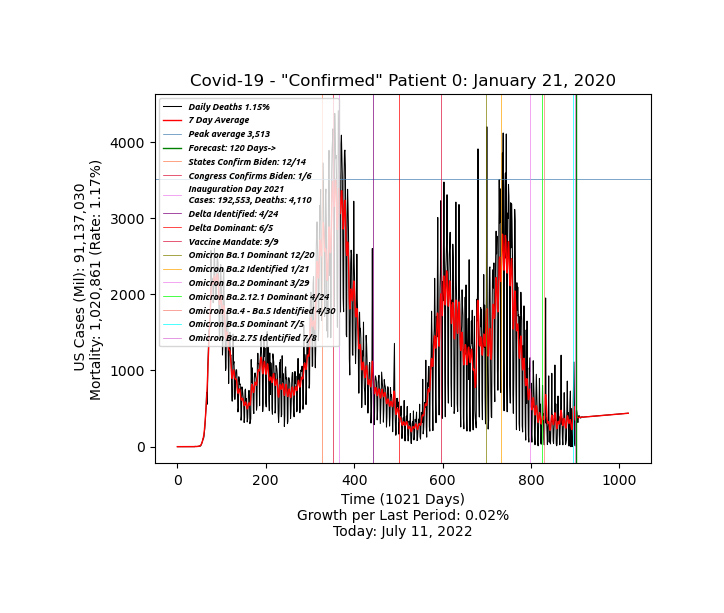 Covid-19 - "Confirmed" Patient 0: January 21, 2020
US Cases (Mil): 91,137,030
Mortality: 1,020,861 (Rate: 1.17%)
4000
3000
2000
1000
0
Daily Deaths 1.15%
7 Day Average
Peak average 3,513
Forecast: 120 Days->
States Confirm Biden: 12/14
Congress Confirms Biden: 1/6
Inauguration Day 2021
Cases: 192,553, Deaths: 4,110
Delta Identified: 4/24
Delta Dominant: 6/5
Vaccine Mandate: 9/9
Omicron Ba.1 Dominant 12/20
Omicron Ba.2 Identified 1/21
Omicron Ba.2 Dominant 3/29
Omicron Ba.2.12.1 Dominant 4/24
Omicron Ba.4 - Ba.5 Identified 4/30
Omicron Ba.5 Dominant 7/5
Omicron Ba.2.75 Identified 7/8
0 200 400 600 800 1000
Time (1021 Days)
Growth per Last Period: 0.02%
Today: July 11, 2022